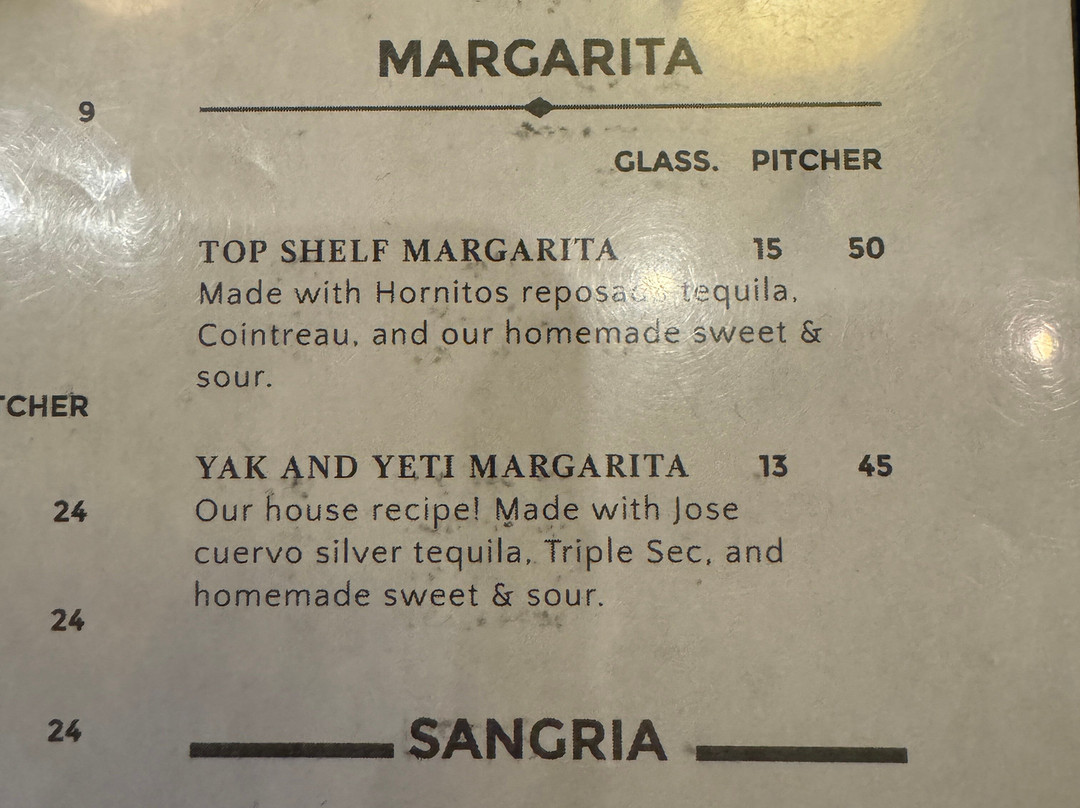 MARGARITA
9
GLASS. PITCHER
TOP SHELF MARGARITA 15 50
Made with Hornitos reposado tequila,
Cointreau, and our homemade sweet &
sour.
TCHER
YAK AND YETI MARGARITA 13 45
Our house recipe! Made with Jose
24
cuervo silver tequila, Triple Sec, and
homemade sweet & sour.
24
24
SANGRIA